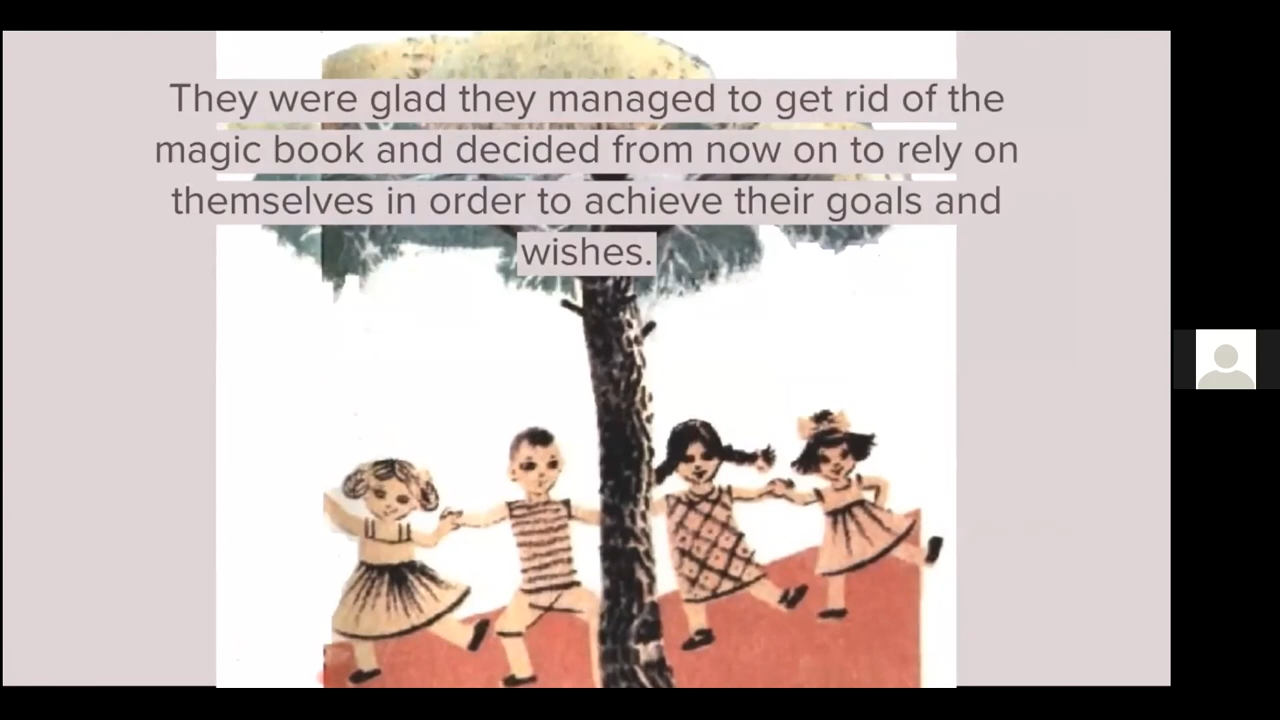 They were glad they managed to get rid of the
magic book and decided from now on to rely on
themselves in order to achieve their goals and
wishes.